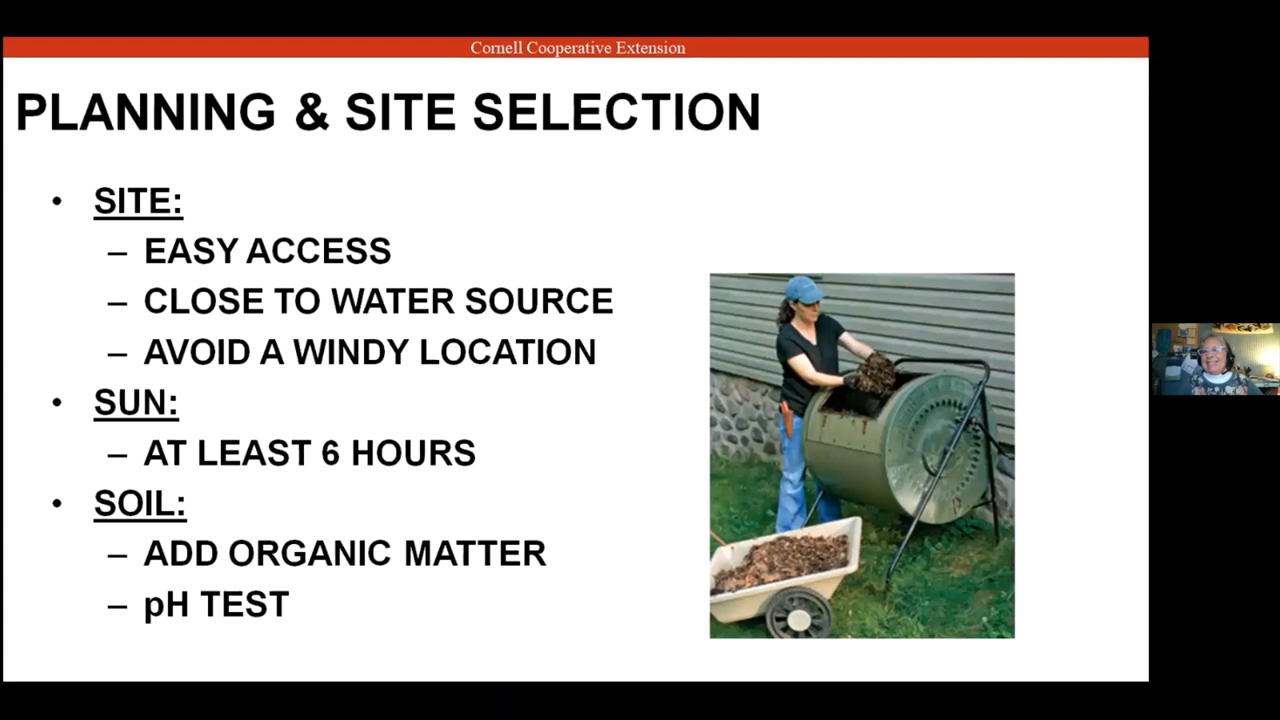 Cornell Cooperative Extension
PLANNING & SITE SELECTION
• SITE:
– EASY ACCESS
– CLOSE TO WATER SOURCE
– AVOID A WINDY LOCATION
• SUN:
– AT LEAST 6 HOURS
• SOIL:
– ADD ORGANIC MATTER
– pH TEST